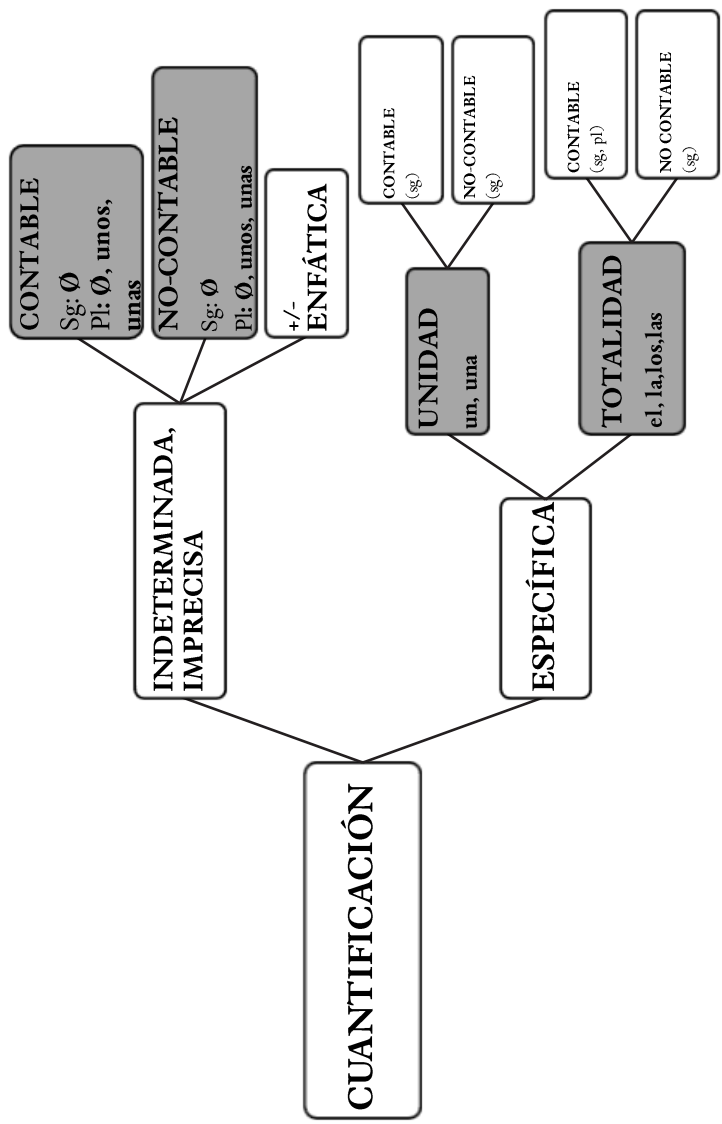 CUANTIFICACIÓN
INDETERMINADA,
IMPRECISA
CONTABLE
Sg: Ø
Pl: Ø, unos,
unas
NO-CONTABLE
Sg: Ø
Pl: Ø, unos, unas
+/-
ENFÁTICA
ESPECÍFICA
UNIDAD
un, una
CONTABLE
(sg)
NO-CONTABLE
(sg)
TOTALIDAD
el, la,los,las
CONTABLE
(sg, pl)
NO CONTABLE
(sg)